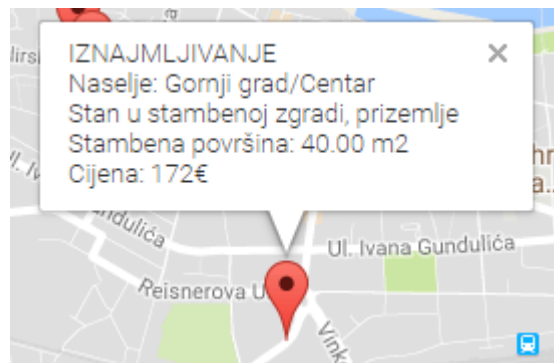 IZNAJMLJIVANJE
Naselje: Gornji grad/Centar
Stan u stambenoj zgradi, prizemlje
Stambena površina: 40.00 m2
Cijena: 172€
Ul. Ivana Gundulića
Reisnerova U